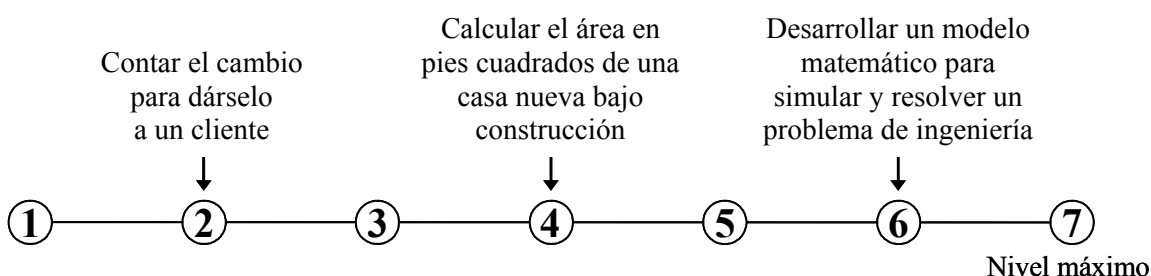 Contar el cambio
para dárselo
a un cliente
Calcular el área en
pies cuadrados de una
casa nueva bajo
construcción
Desarrollar un modelo
matemático para
simular y resolver un
problema de ingeniería
1 2 3 4 5 6 7
Nivel máximo